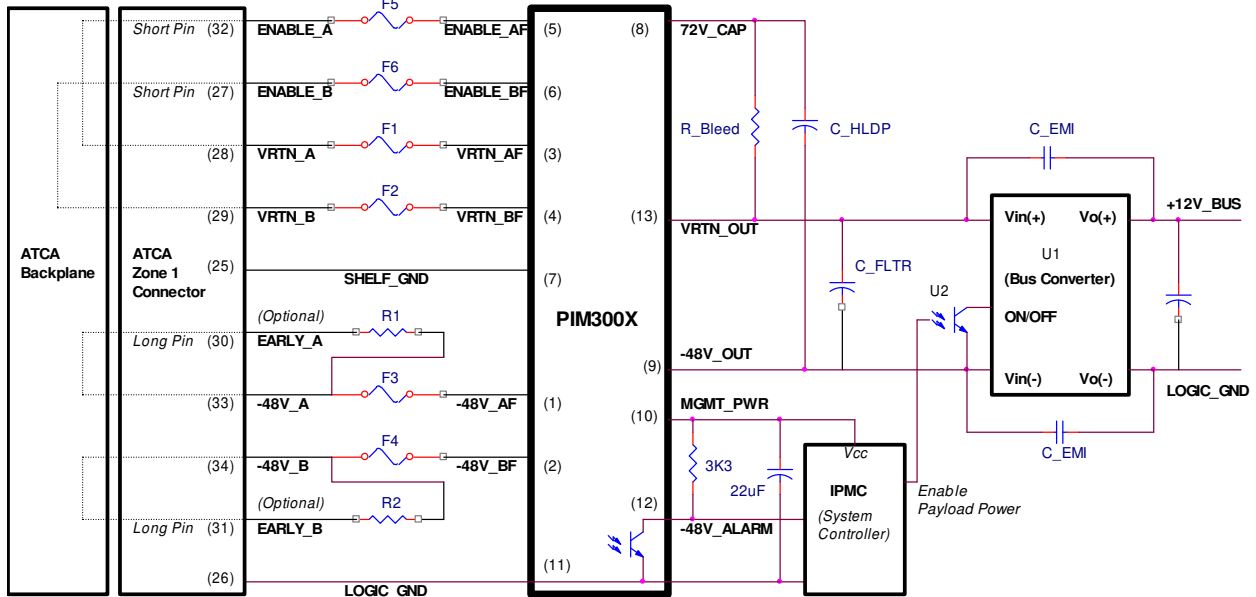 F5
Short Pin (32) ENABLE_A ENABLE_AF (5) (8) 72V_CAP
F6
Short Pin (27) ENABLE_B ENABLE_BF (6)
R_Bleed C_HLDP C_EMI
F1
(28) VRTN_A VRTN_AF (3)
F2
(29) VRTN_B VRTN_BF (4) (13) VRTN_OUT
Vin(+) Vo(+) +12V_BUS
ATCA
Backplane
ATCA
Zone 1
Connector
(25) SHELF_GND (7)
C_FLTR
U1
(Bus Converter)
U2
ON/OFF
PIM300X
(Optional) R1
Long Pin (30) EARLY_A
(9) -48V_OUT
Vin(-) Vo(-)
LOGIC_GND
F3
(33) -48V_A -48V_AF (1)
(10) MGMT_PWR
C_EMI
F4
(34) -48V_B -48V_BF (2)
3K3
22uF
Vcc
IPMC
(System
Controller)
Enable
Payload Power
(Optional) R2
Long Pin (31) EARLY_B
(12) -48V_ALARM
(26) LOGIC_GND (11)